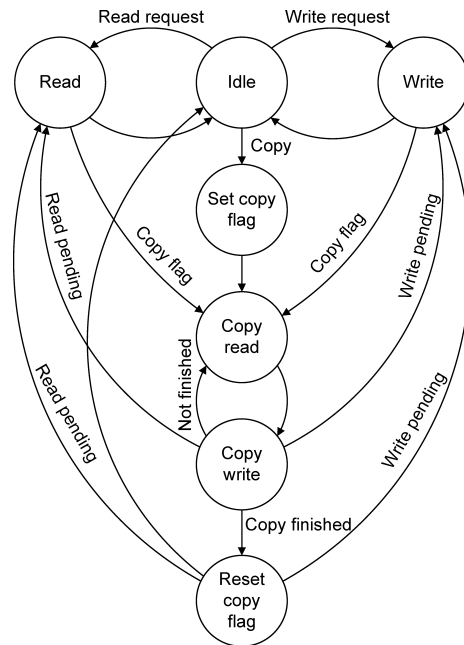 Read request
Write request
Read
Idle
Write
Copy
Set copy
flag
Read pending
Copy flag
Copy flag
Write pending
Copy
read
Not finished
Read pending
Write pending
Copy
write
Copy finished
Reset
copy
flag